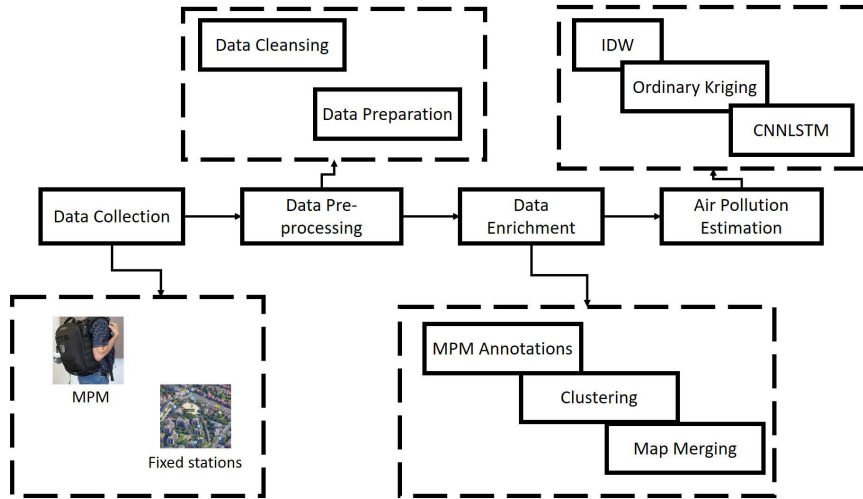 Data Cleansing
Data Preparation
IDW
Ordinary Kriging
CNNLSTM
Data Collection
Data Pre-
processing
Data
Enrichment
Air Pollution
Estimation
MPM
Fixed stations
MPM Annotations
Clustering
Map Merging